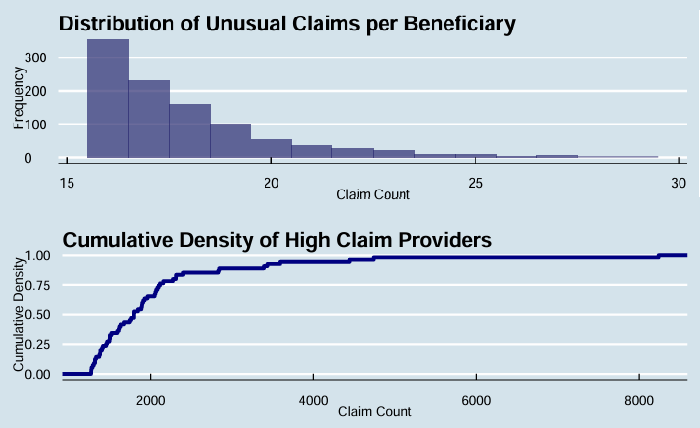 Distribution of Unusual Claims per Beneficiary
Frequency
300
200
100
0
15 20 25 30
Claim Count
Cumulative Density of High Claim Providers
Cumulative Density
1.00
0.75
0.50
0.25
0.00
2000 4000 6000 8000
Claim Count